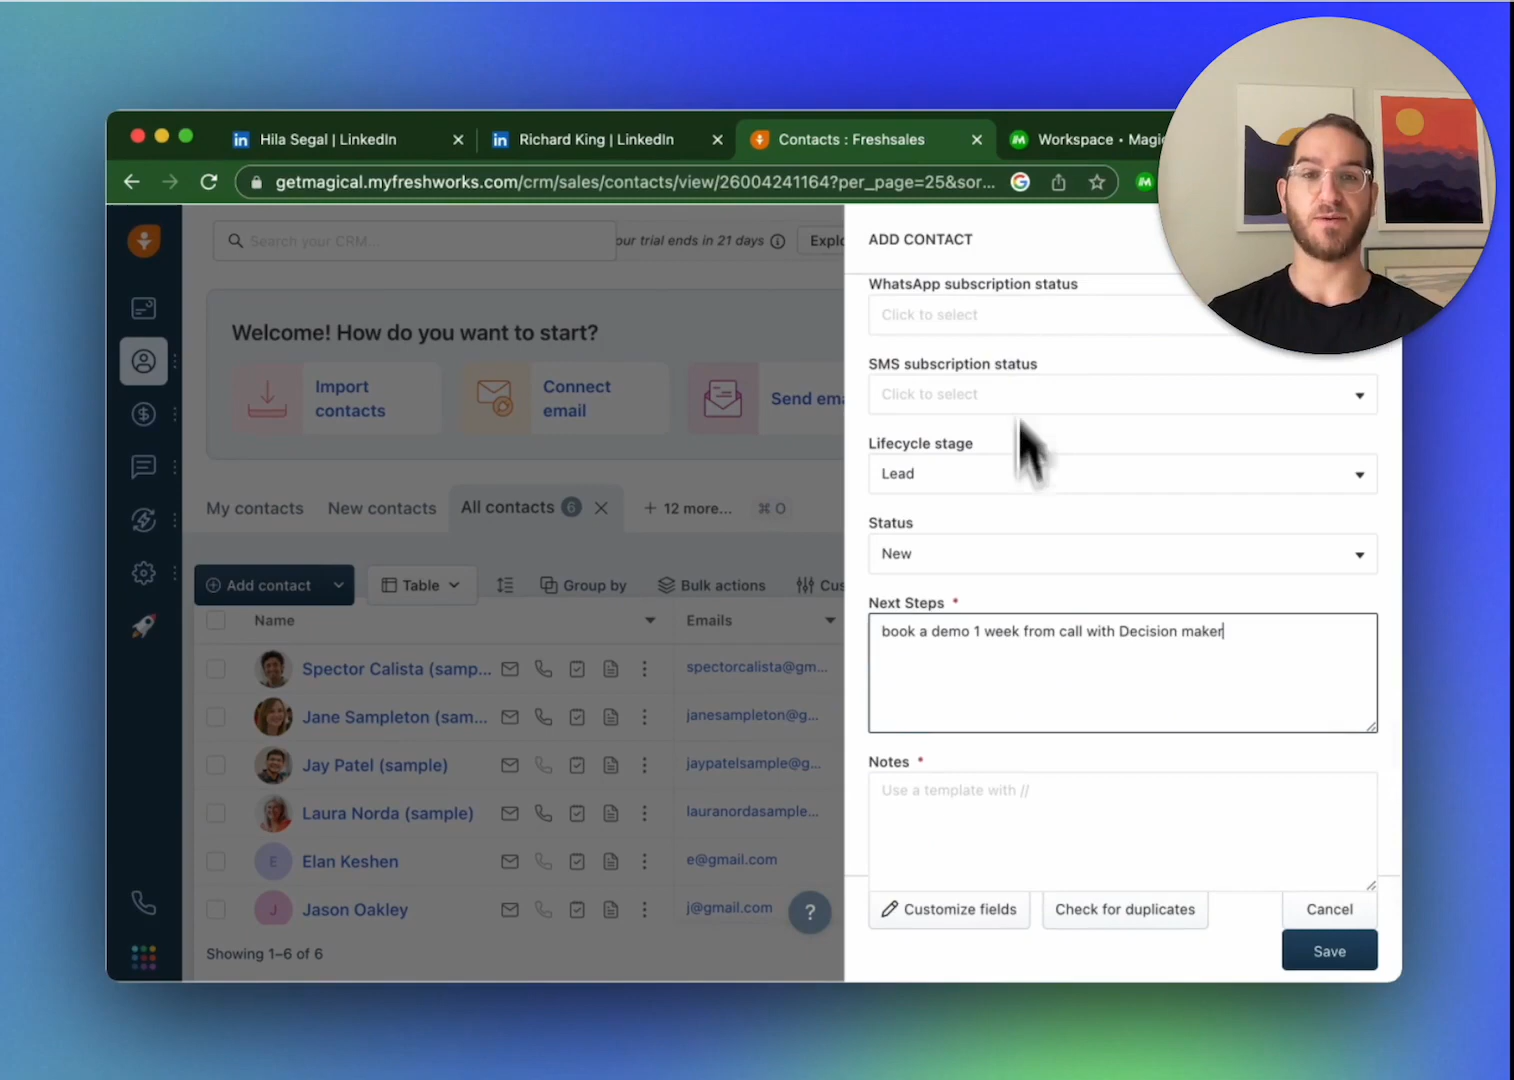 Hila Segal | LinkedIn
Richard King | LinkedIn
Contacts : Freshsales
Workspace • Magic
getmagical.myfreshworks.com/crm/sales/contacts/view/26004241164?per_page=25&sor...
Search your CRM...
our trial ends in 21 days
Explo
Welcome! How do you want to start?
Import contacts
Connect email
Send ema
My contacts
New contacts
All contacts 6
+ 12 more...
⌘ O
Add contact
Table
Group by
Bulk actions
Cus
Name
Emails
Spector Calista (samp...
spectorcalista@gm...
Jane Sampleton (sam...
janesampleton@g...
Jay Patel (sample)
jaypatelsample@g...
Laura Norda (sample)
lauranordasample...
E
Elan Keshen
e@gmail.com
J
Jason Oakley
j@gmail.com
?
Showing 1–6 of 6
ADD CONTACT
WhatsApp subscription status
Click to select
SMS subscription status
Click to select
Lifecycle stage
Lead
Status
New
Next Steps *
book a demo 1 week from call with Decision maker
Notes *
Use a template with //
Customize fields
Check for duplicates
Cancel
Save